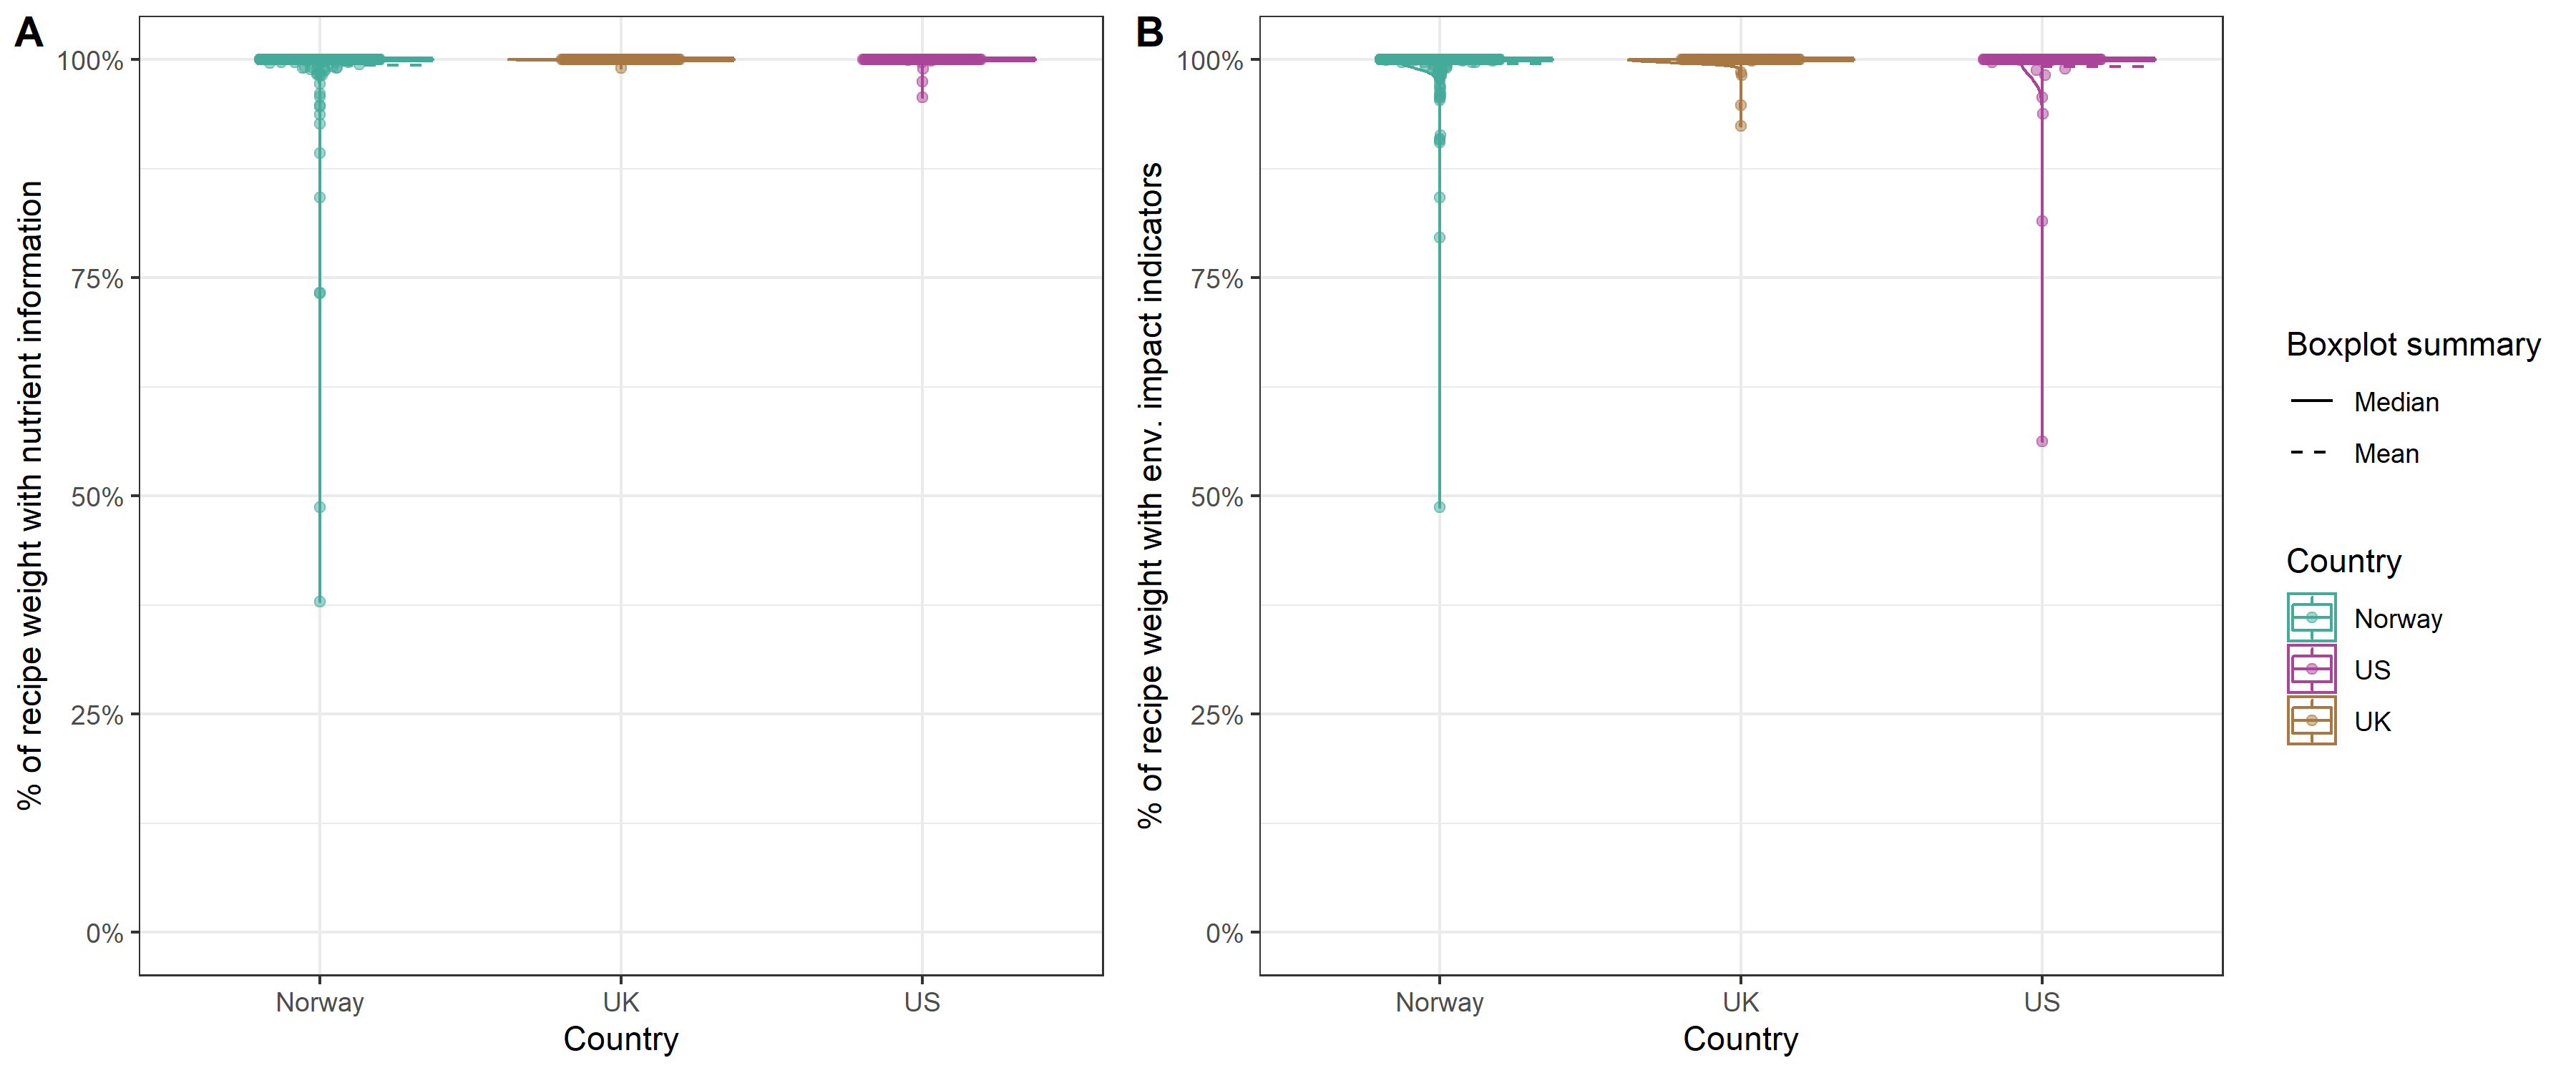 A
% of recipe weight with nutrient information
100%
75%
50%
25%
0%
Norway
UK
US
Country
B
% of recipe weight with env. impact indicators
100%
75%
50%
25%
0%
Norway
UK
US
Country
Boxplot summary
Median
Mean
Country
Norway
US
UK